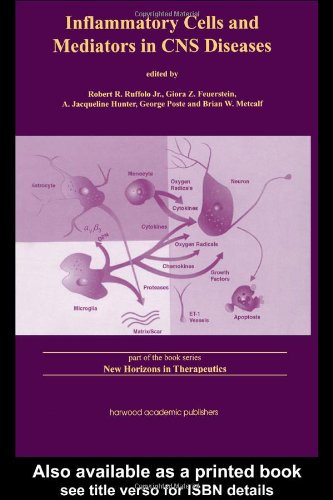 Inflammatory Cells and
Mediators in CNS Diseases
edited by
Robert R. Ruffolo Jr., Giora Z. Feuerstein,
A. Jacqueline Hunter, George Poste and Brian W. Metcalf
Astrocyte
Monocyte
Oxygen
Radicals
Neuron
Cytokines
Cytokines
αvβ3
OPN
Oxygen Radicals
Chemokines
Growth
Factors
Proteases
Microglia
Matrix/Scar
ET-1
Vessels
Apoptosis
part of the book series
New Horizons in Therapeutics
harwood academic publishers
Also available as a printed book
see title verso for ISBN details